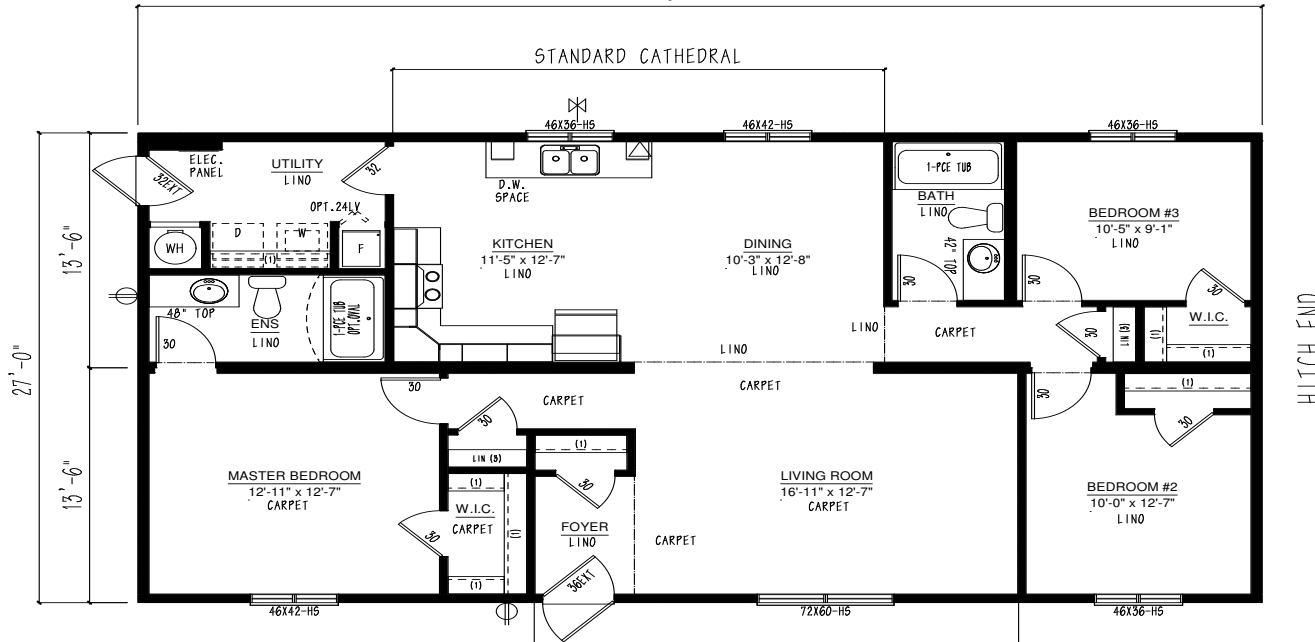 STANDARD CATHEDRAL
46X36-HS
46X42-HS
46X36-HS
ELEC.
PANEL
UTILITY
LINO
32EXT
32
OPT.24LV
D.W.
SPACE
1-PCE TUB
BATH
LINO
42" TOP
30
BEDROOM #3
10'-5" x 9'-1"
LINO
30
30
WH
D
W
(1)
F
KITCHEN
11'-5" x 12'-7"
LINO
DINING
10'-3" x 12'-8"
LINO
13'-6"
27'-0"
13'-6"
HITCH END
48" TOP
ENS
LINO
1-PCE TUB
OPT.OVAL
30
LINO
LINO
CARPET
30
LIN (5)
(1)
W.I.C.
(1)
30
CARPET
30
CARPET
30
(1)
30
LIN (5)
(1)
30
MASTER BEDROOM
12'-11" x 12'-7"
CARPET
(1)
W.I.C.
CARPET
(1)
(1)
30
FOYER
LINO
36EXT
CARPET
LIVING ROOM
16'-11" x 12'-7"
CARPET
BEDROOM #2
10'-0" x 12'-7"
LINO
46X42-HS
72X60-HS
46X36-HS